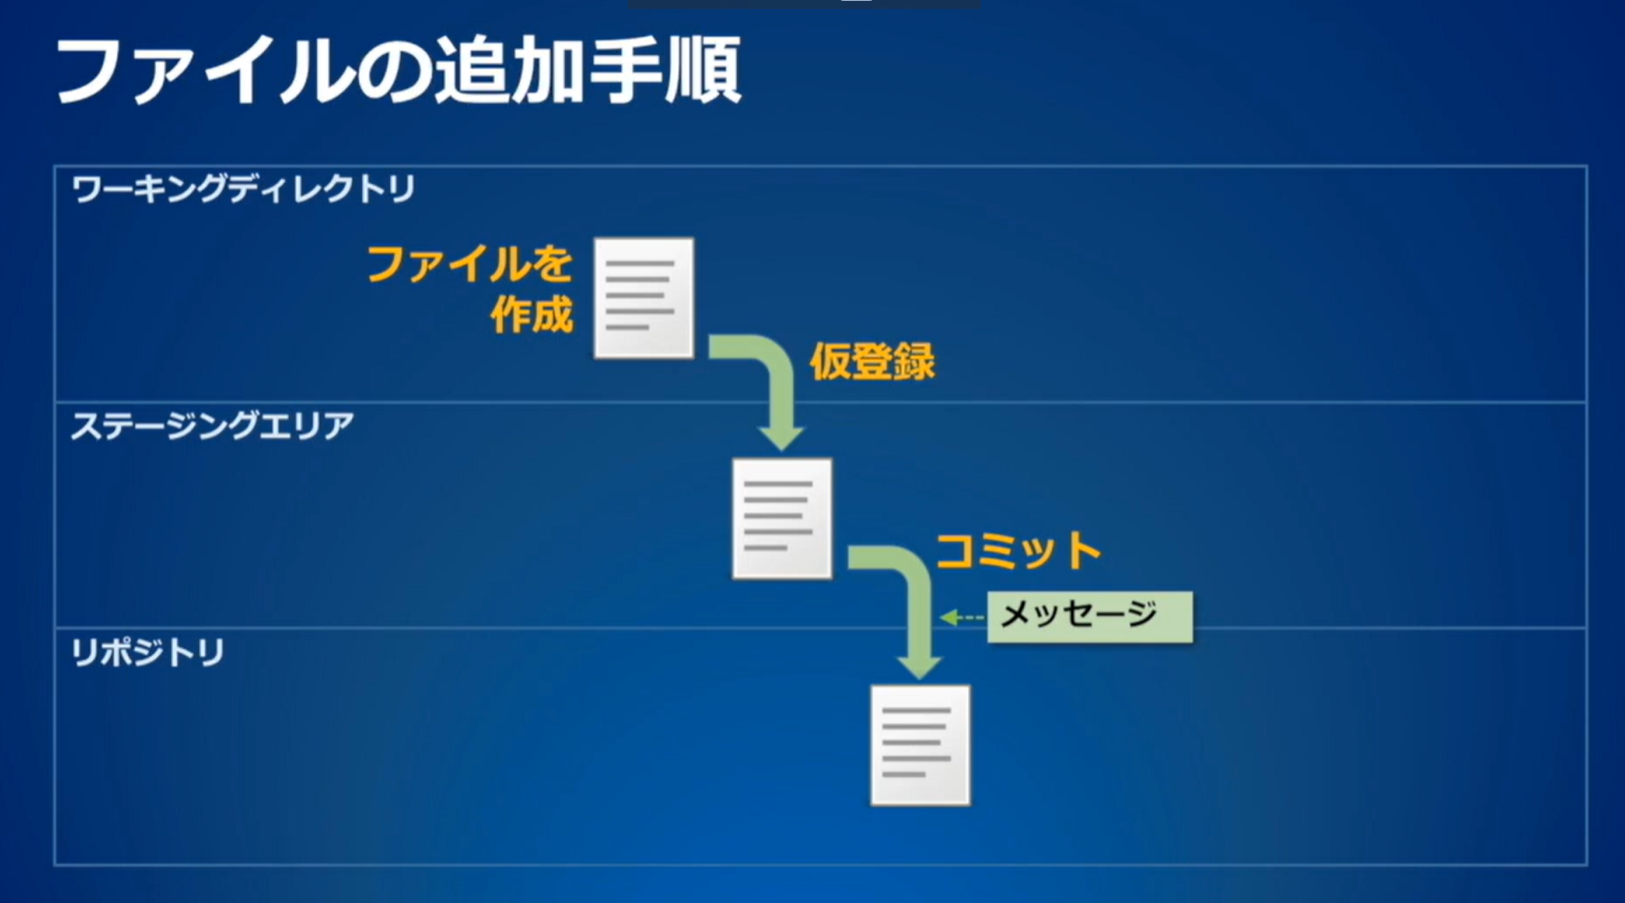 ファイルの追加手順
ワーキングディレクトリ
ファイルを
作成
仮登録
ステージングエリア
コミット
メッセージ
リポジトリ